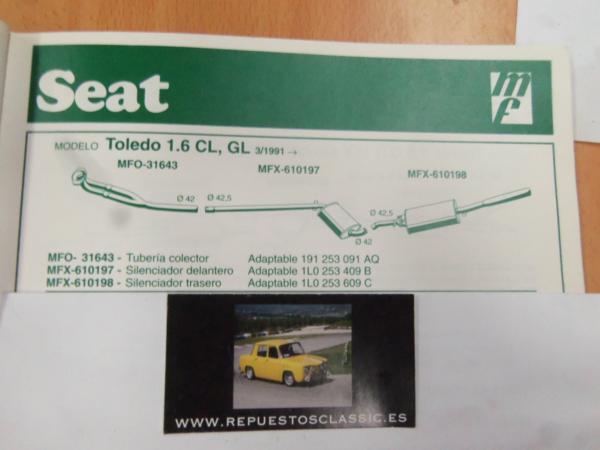 Seat
mf
MODELO Toledo 1.6 CL, GL 3/1991 →
MFO-31643 MFX-610197 MFX-610198
Ø 42 Ø 42,5 Ø 42 Ø 42,5
MFO- 31643 - Tubería colector Adaptable 191 253 091 AQ
MFX-610197 - Silenciador delantero Adaptable 1L0 253 409 B
MFX-610198 - Silenciador trasero Adaptable 1L0 253 609 C
WWW.REPUESTOSCLASSIC.ES